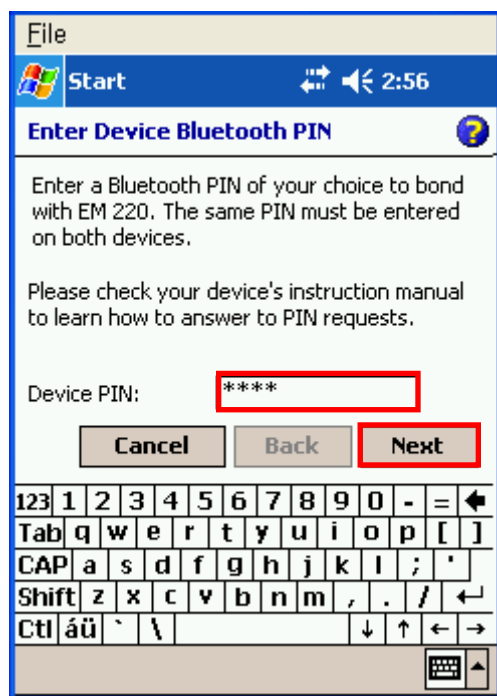 File
Start 2:56
Enter Device Bluetooth PIN ?
Enter a Bluetooth PIN of your choice to bond
with EM 220. The same PIN must be entered
on both devices.
Please check your device's instruction manual
to learn how to answer to PIN requests.
Device PIN: ****
Cancel Back Next
123 1 2 3 4 5 6 7 8 9 0 - = ←
Tab q w e r t y u i o p [ ]
CAP a s d f g h j k l ; '
Shift z x c v b n m , . / ↵
Ctl áü ` \ ↓ ↑ ← →